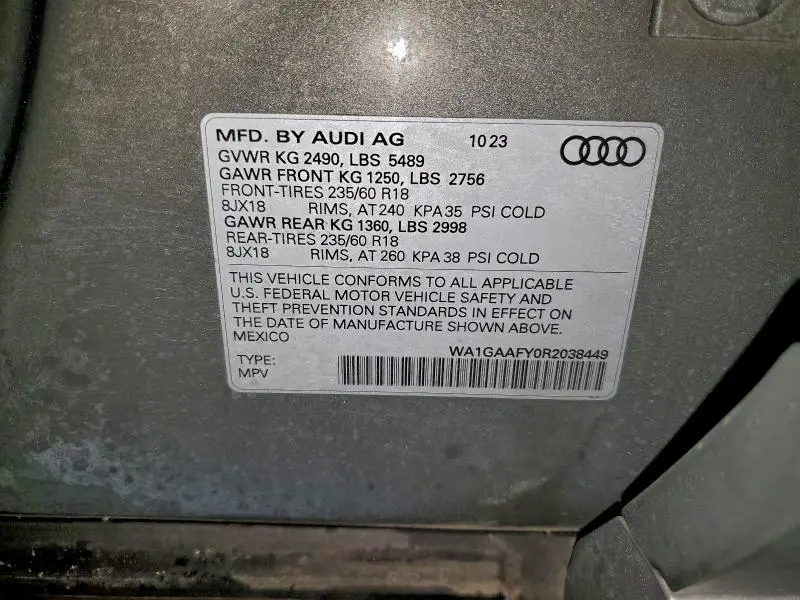 MFD. BY AUDI AG 10 23
GVWR KG 2490, LBS 5489
GAWR FRONT KG 1250, LBS 2756
FRONT-TIRES 235/60 R18
8JX18 RIMS, AT 240 KPA 35 PSI COLD
GAWR REAR KG 1360, LBS 2998
REAR-TIRES 235/60 R18
8JX18 RIMS, AT 260 KPA 38 PSI COLD
THIS VEHICLE CONFORMS TO ALL APPLICABLE
U.S. FEDERAL MOTOR VEHICLE SAFETY AND
THEFT PREVENTION STANDARDS IN EFFECT ON
THE DATE OF MANUFACTURE SHOWN ABOVE.
MEXICO
WA1GAAFY0R2038449
TYPE:
MPV